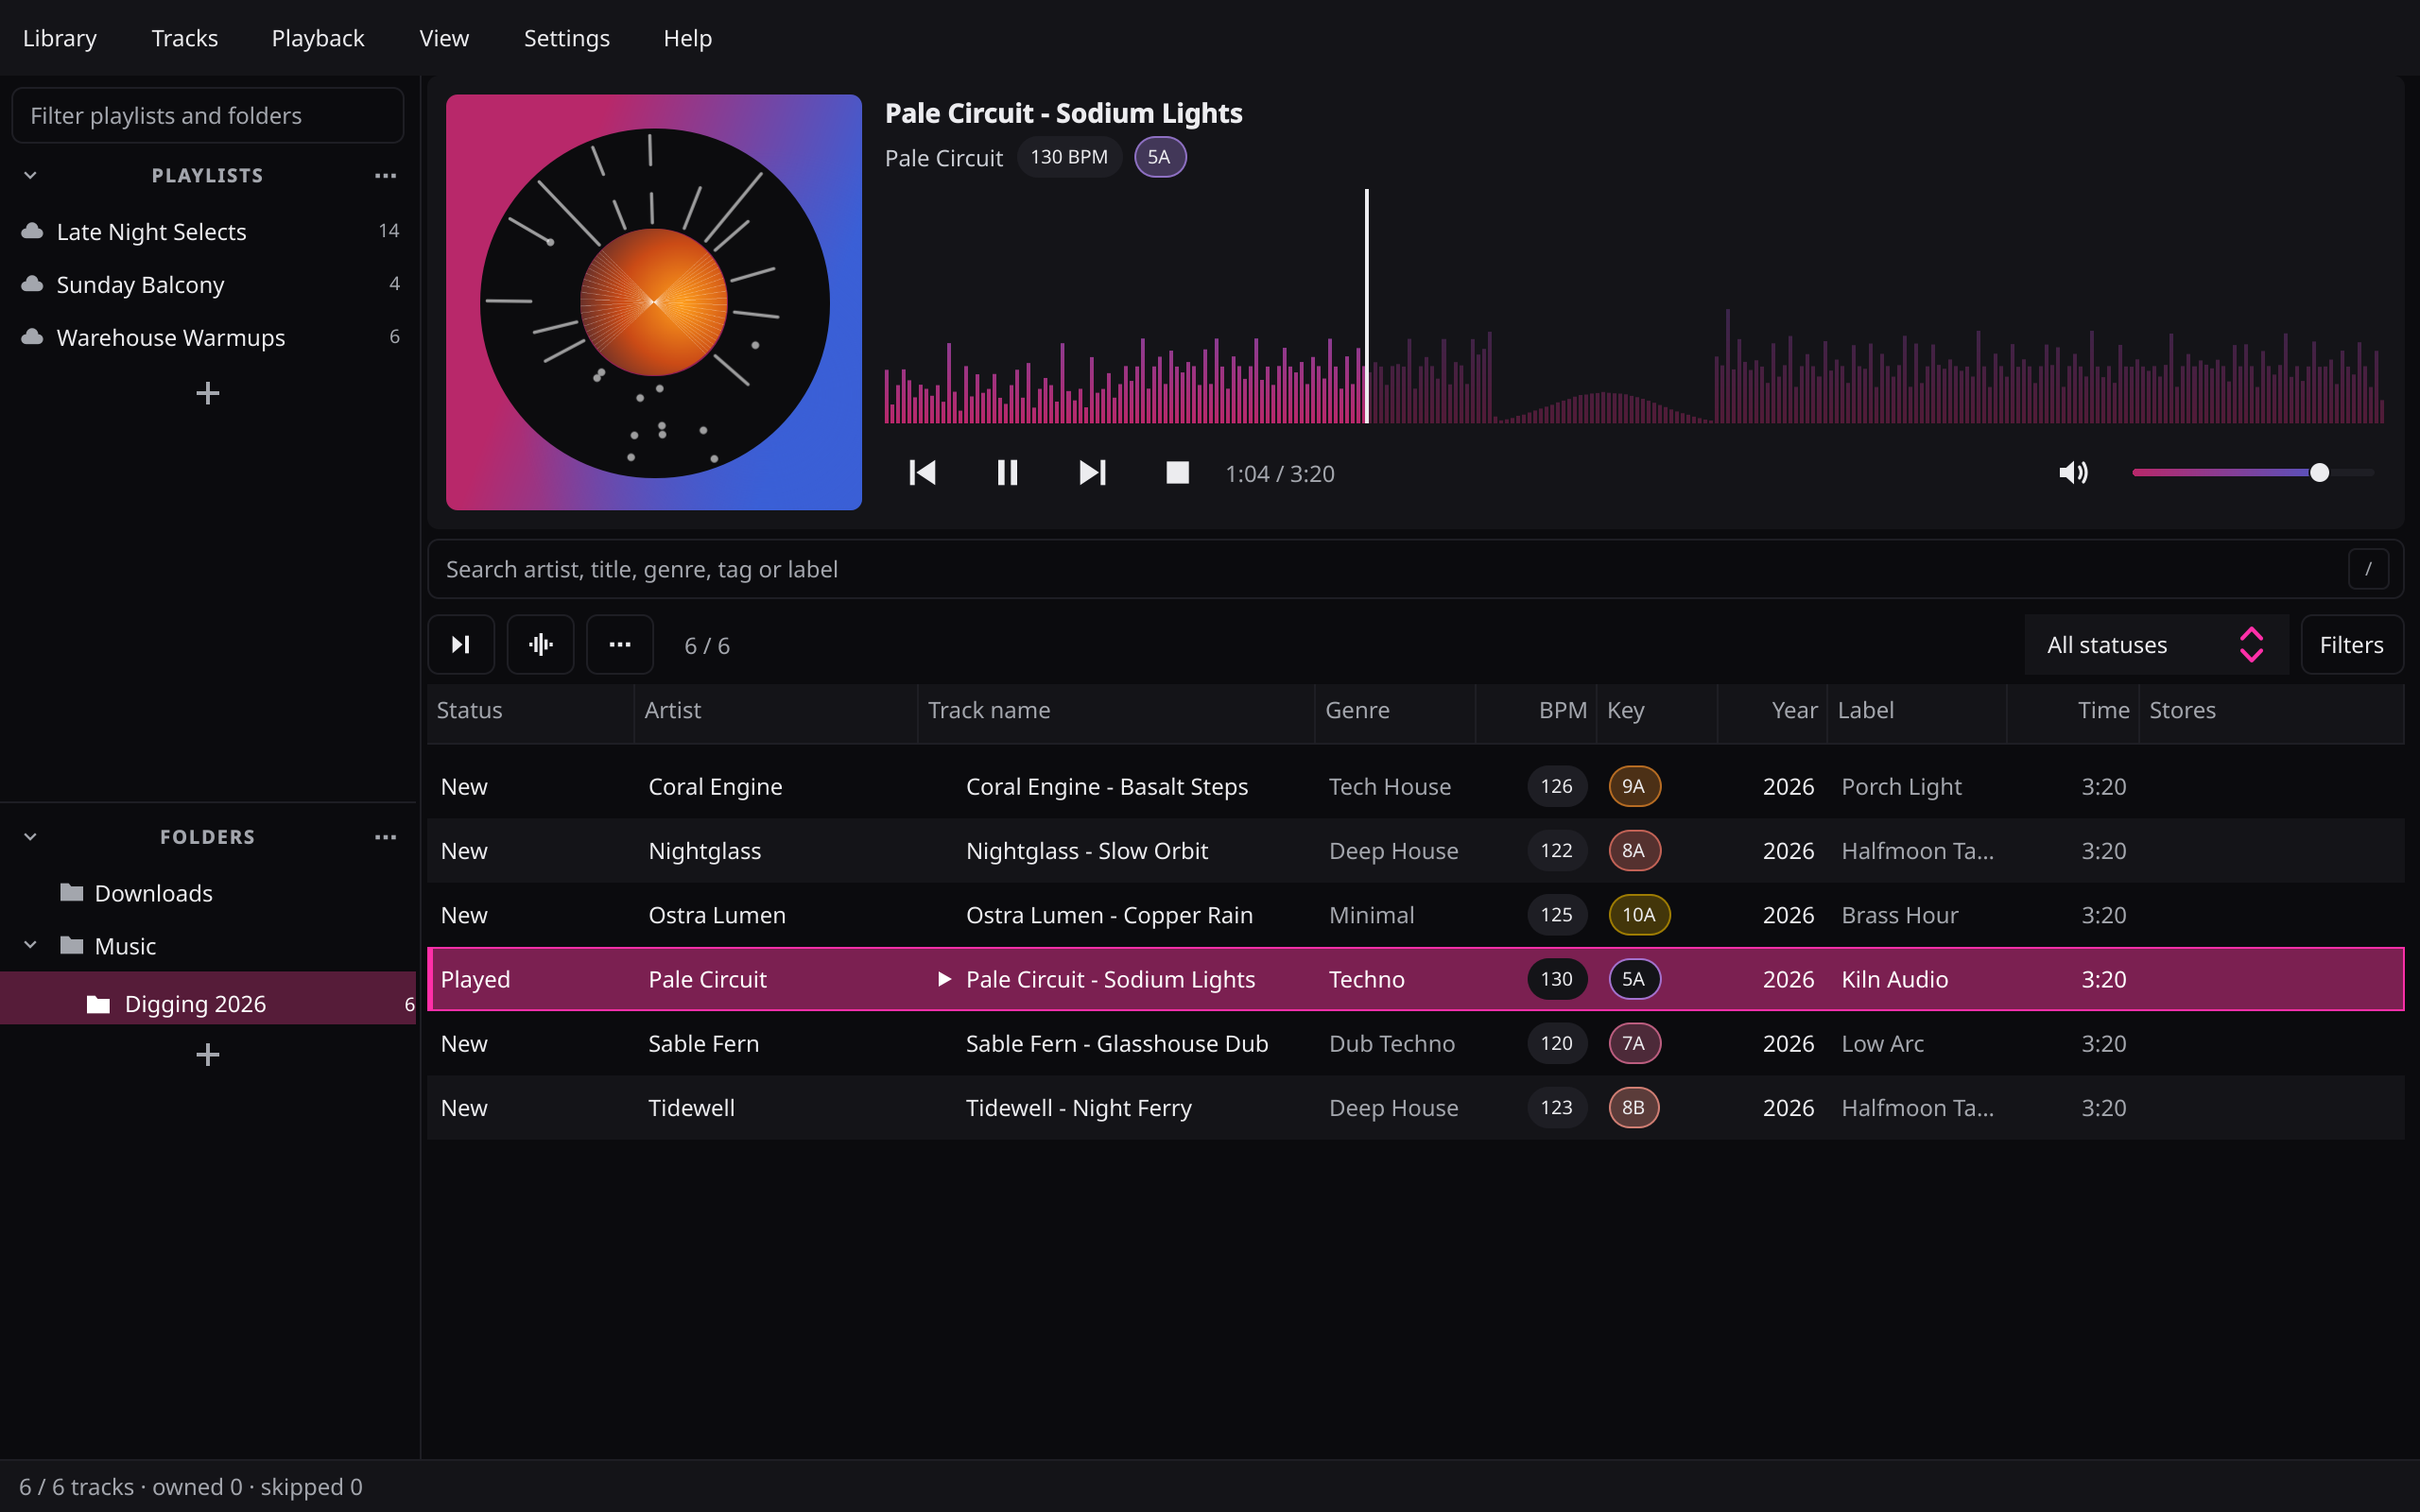 Library Tracks Playback View Settings Help
Filter playlists and folders
PLAYLISTS
Late Night Selects 14
Sunday Balcony 4
Warehouse Warmups 6
FOLDERS
Downloads
Music
Digging 2026 6
Pale Circuit - Sodium Lights
Pale Circuit 130 BPM 5A
1:04 / 3:20
Search artist, title, genre, tag or label /
6 / 6 All statuses Filters
Status Artist Track name Genre BPM Key Year Label Time Stores
New Coral Engine Coral Engine - Basalt Steps Tech House 126 9A 2026 Porch Light 3:20
New Nightglass Nightglass - Slow Orbit Deep House 122 8A 2026 Halfmoon Ta... 3:20
New Ostra Lumen Ostra Lumen - Copper Rain Minimal 125 10A 2026 Brass Hour 3:20
Played Pale Circuit Pale Circuit - Sodium Lights Techno 130 5A 2026 Kiln Audio 3:20
New Sable Fern Sable Fern - Glasshouse Dub Dub Techno 120 7A 2026 Low Arc 3:20
New Tidewell Tidewell - Night Ferry Deep House 123 8B 2026 Halfmoon Ta... 3:20
6 / 6 tracks · owned 0 · skipped 0